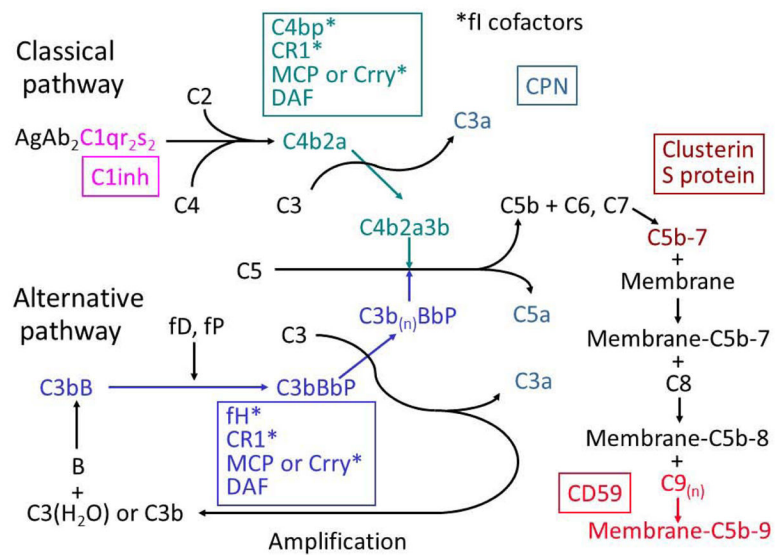 Classical
pathway
C4bp*
CR1*
MCP or Crry*
DAF
*fI cofactors
CPN
C2
C3a
AgAb₂C1qr₂s₂
C4b2a
C1inh
Clusterin
S protein
C4
C3
C5b + C6, C7
C4b2a3b
C5b-7
+
Membrane
C5
Alternative
pathway
fD, fP
C3b₍n₎BbP
C5a
C3
Membrane-C5b-7
+
C8
C3bB
C3bBbP
C3a
fH*
CR1*
MCP or Crry*
DAF
Membrane-C5b-8
+
B
+
C3(H₂O) or C3b
CD59
C9₍n₎
Membrane-C5b-9
Amplification